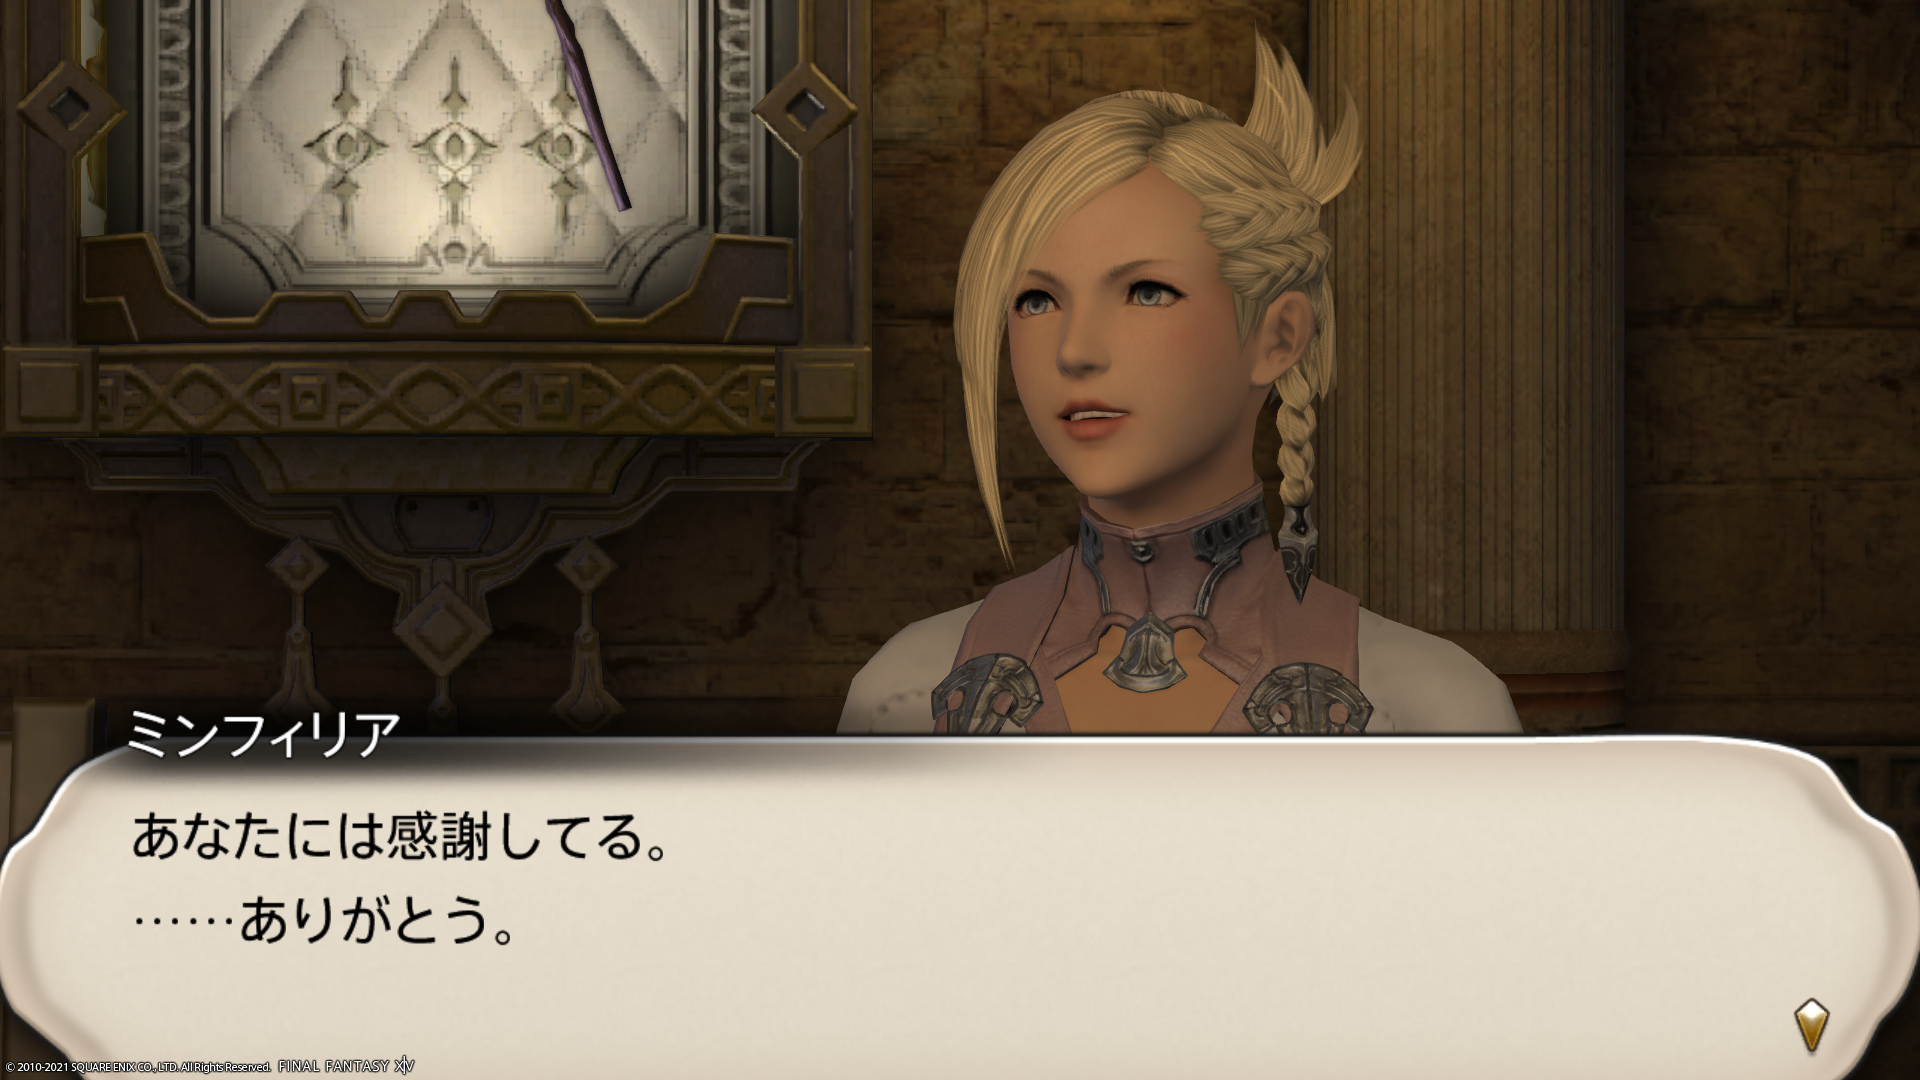 ミンフィリア
あなたには感謝してる。
……ありがとう。
© 2010-2021 SQUARE ENIX CO., LTD. All Rights Reserved. FINAL FANTASY XIV